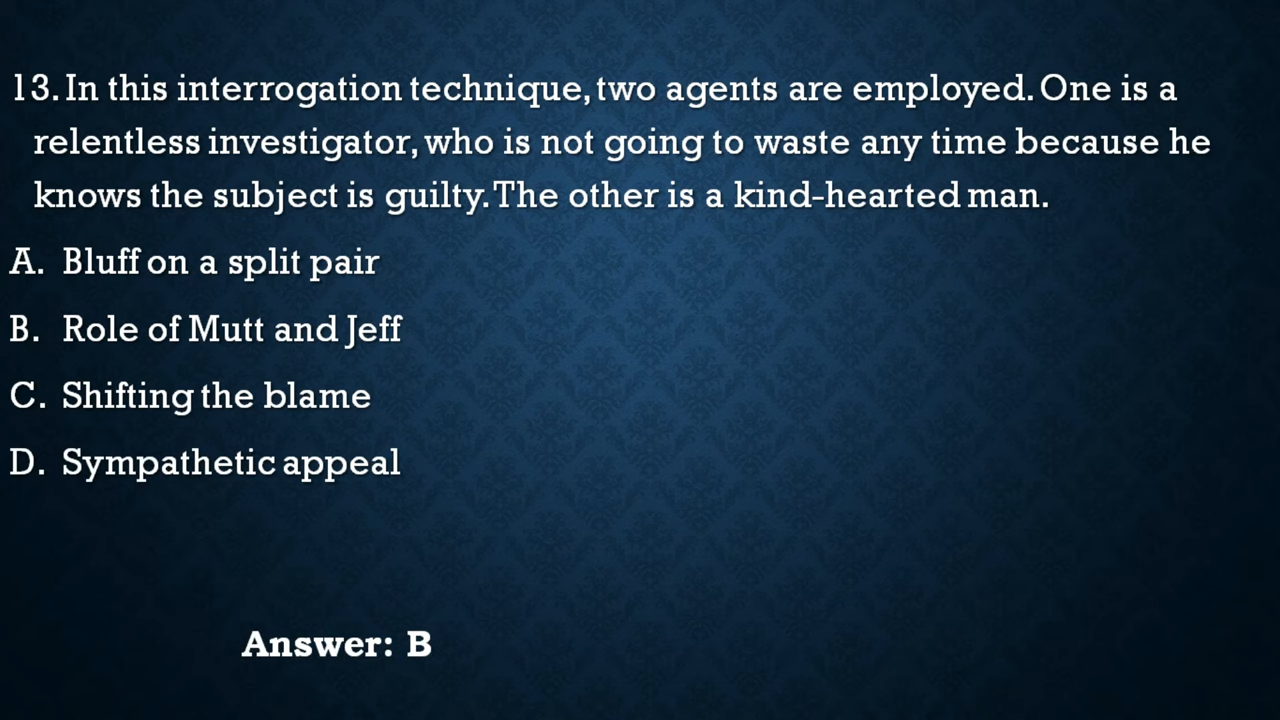 13. In this interrogation technique, two agents are employed. One is a
relentless investigator, who is not going to waste any time because he
knows the subject is guilty. The other is a kind-hearted man.
A. Bluff on a split pair
B. Role of Mutt and Jeff
C. Shifting the blame
D. Sympathetic appeal
Answer: B